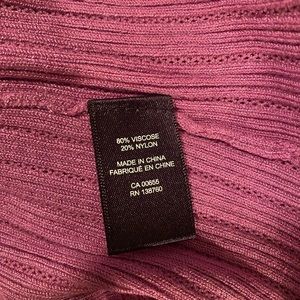 80% VISCOSE
20% NYLON
MADE IN CHINA
FABRIQUÉ EN CHINE
CA 00655
RN 138760